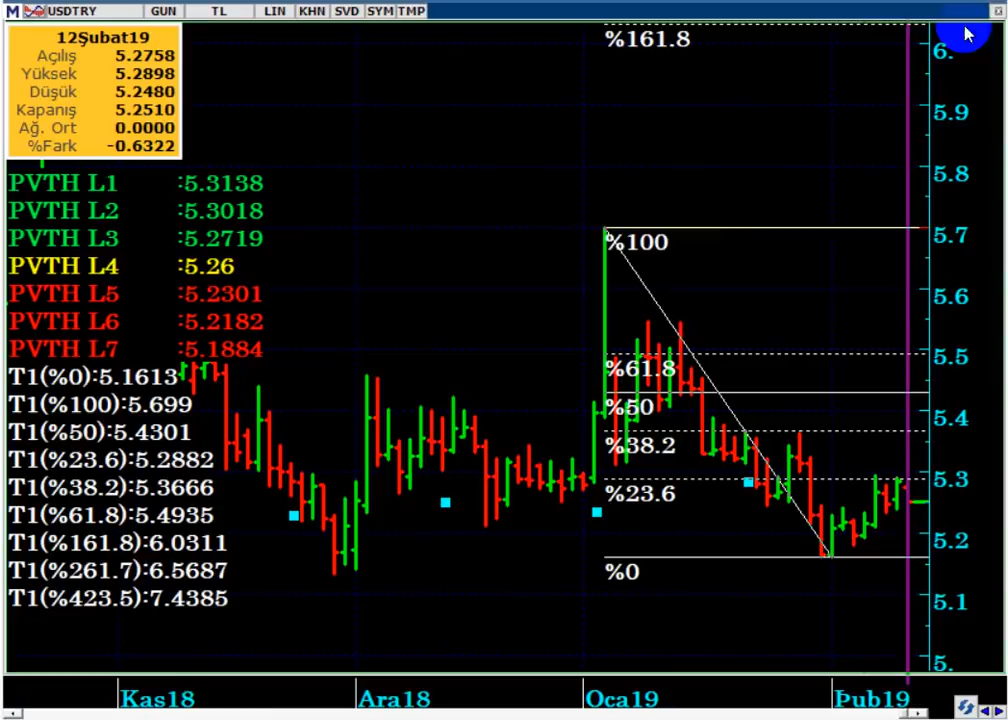 M USDTRY GUN TL LIN KHN SVD SYM TMP
12Şubat19
Açılış 5.2758
Yüksek 5.2898
Düşük 5.2480
Kapanış 5.2510
Ağ. Ort 0.0000
%Fark -0.6322
PVTH L1 :5.3138
PVTH L2 :5.3018
PVTH L3 :5.2719
PVTH L4 :5.26
PVTH L5 :5.2301
PVTH L6 :5.2182
PVTH L7 :5.1884
T1(%0):5.1613
T1(%100):5.699
T1(%50):5.4301
T1(%23.6):5.2882
T1(%38.2):5.3666
T1(%61.8):5.4935
T1(%161.8):6.0311
T1(%261.7):6.5687
T1(%423.5):7.4385
%161.8
%100
%61.8
%50
%38.2
%23.6
%0
6.
5.9
5.8
5.7
5.6
5.5
5.4
5.3
5.2
5.1
5.
Kas18 Ara18 Oca19 Þub19